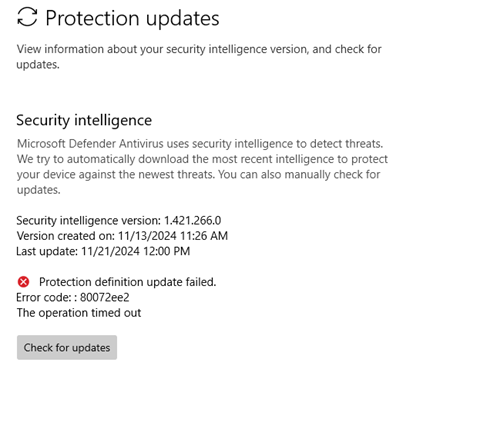 Protection updates
View information about your security intelligence version, and check for
updates.
Security intelligence
Microsoft Defender Antivirus uses security intelligence to detect threats.
We try to automatically download the most recent intelligence to protect
your device against the newest threats. You can also manually check for
updates.
Security intelligence version: 1.421.266.0
Version created on: 11/13/2024 11:26 AM
Last update: 11/21/2024 12:00 PM
Protection definition update failed.
Error code: : 80072ee2
The operation timed out
Check for updates